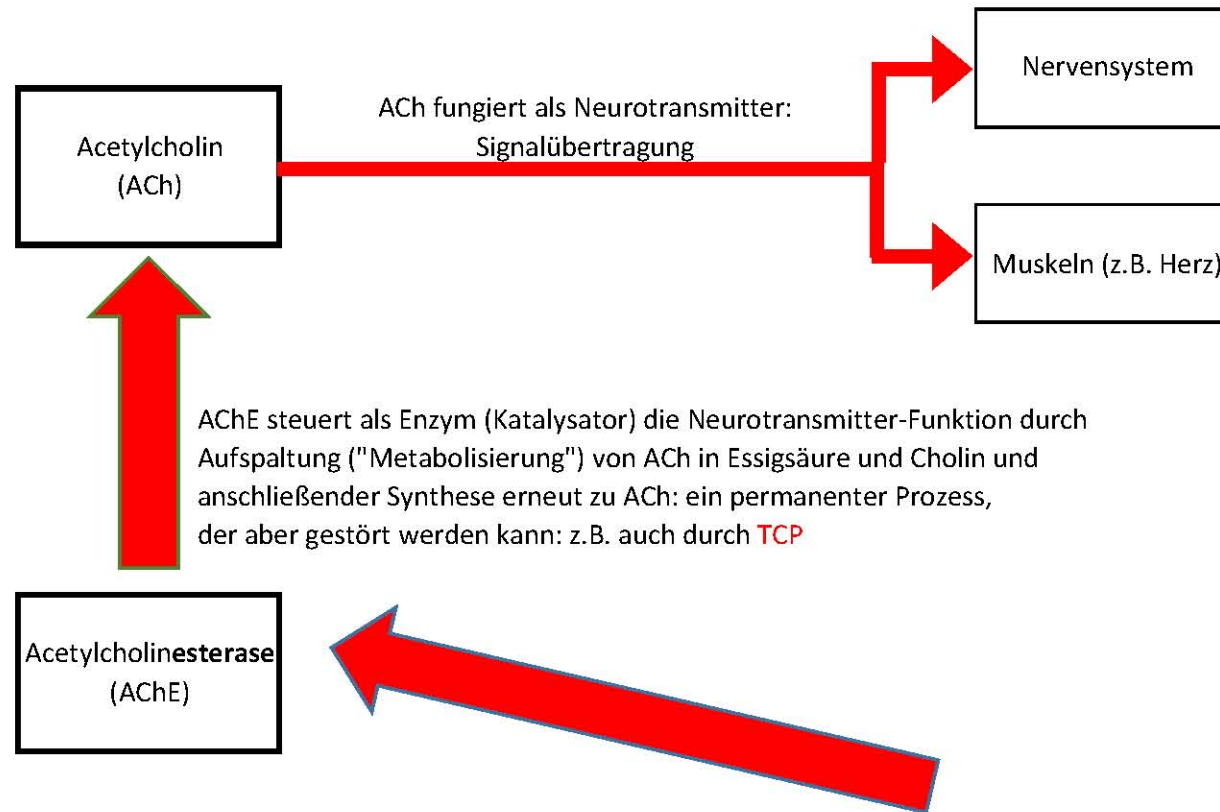 Acetylcholin
(ACh)
ACh fungiert als Neurotransmitter:
Signalübertragung
Nervensystem
Muskeln (z.B. Herz)
AChE steuert als Enzym (Katalysator) die Neurotransmitter-Funktion durch
Aufspaltung ("Metabolisierung") von ACh in Essigsäure und Cholin und
anschließender Synthese erneut zu ACh: ein permanenter Prozess,
der aber gestört werden kann: z.B. auch durch TCP
Acetylcholinesterase
(AChE)